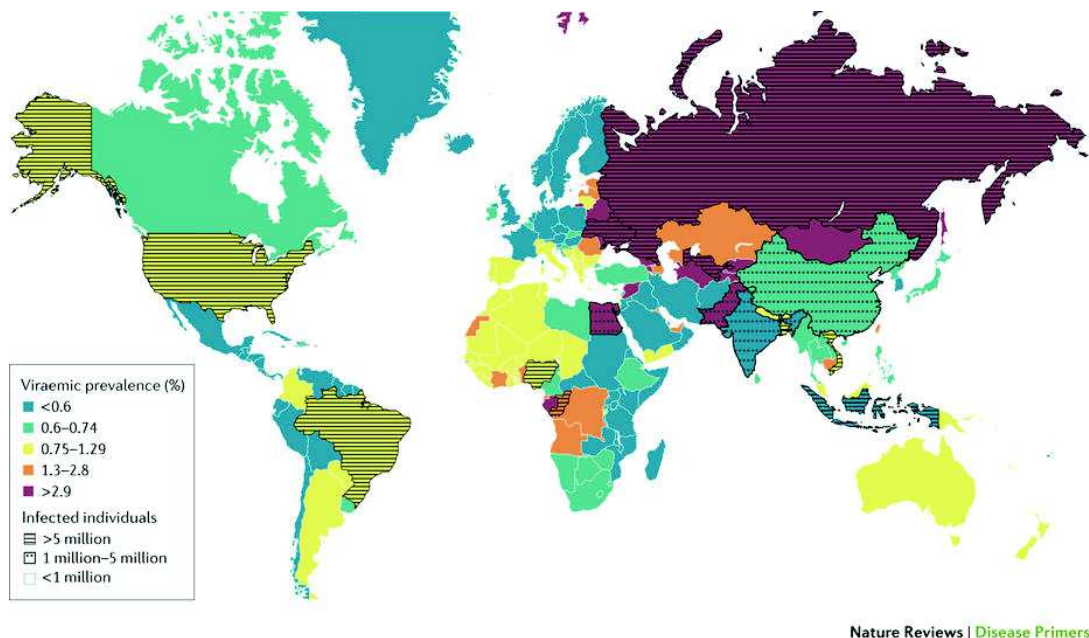 Viraemic prevalence (%)
<0.6
0.6–0.74
0.75–1.29
1.3–2.8
>2.9
Infected individuals
>5 million
1 million–5 million
<1 million
Nature Reviews | Disease Primers